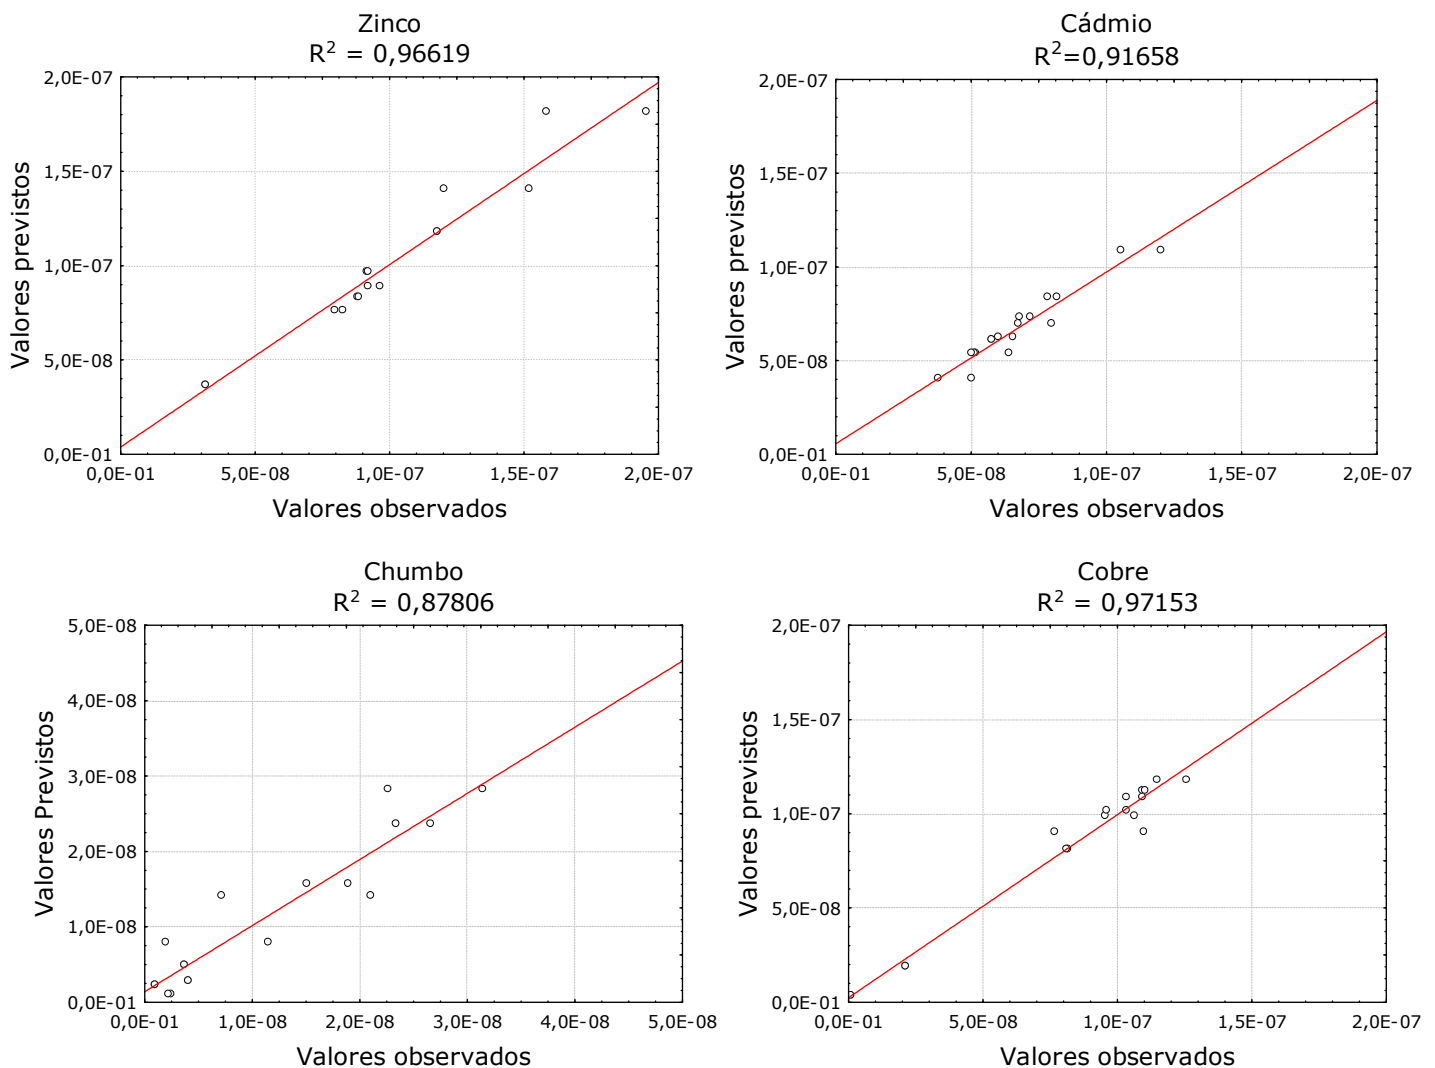 Zinco
R² = 0,96619
2,0E-07
1,5E-07
1,0E-07
5,0E-08
0,0E-01
0,0E-01 5,0E-08 1,0E-07 1,5E-07 2,0E-07
Valores previstos
Valores observados
Cádmio
R²=0,91658
2,0E-07
1,5E-07
1,0E-07
5,0E-08
0,0E-01
0,0E-01 5,0E-08 1,0E-07 1,5E-07 2,0E-07
Valores previstos
Valores observados
Chumbo
R² = 0,87806
5,0E-08
4,0E-08
3,0E-08
2,0E-08
1,0E-08
0,0E-01
0,0E-01 1,0E-08 2,0E-08 3,0E-08 4,0E-08 5,0E-08
Valores Previstos
Valores observados
Cobre
R² = 0,97153
2,0E-07
1,5E-07
1,0E-07
5,0E-08
0,0E-01
0,0E-01 5,0E-08 1,0E-07 1,5E-07 2,0E-07
Valores previstos
Valores observados